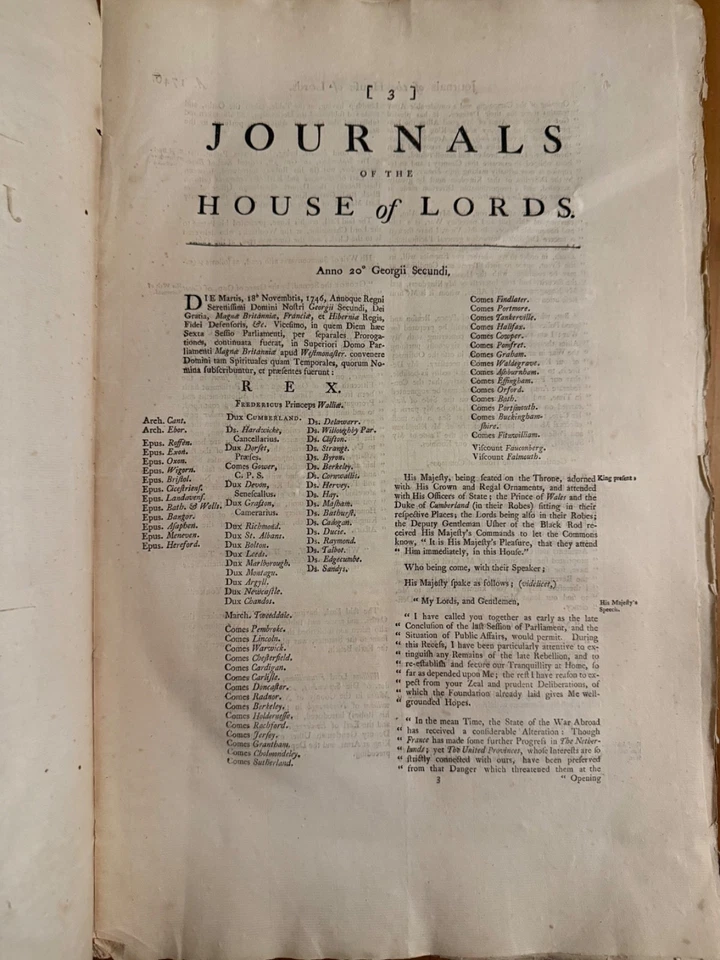 [ 3 ]
JOURNALS
OF THE
HOUSE of LORDS.
Anno 20° Georgii Secundi,
DIE Martis, 18° Novembris, 1746, Annoque Regni
Sereniſſimi Domini Noſtri Georgii Secundi, Dei
Gratia, Magnæ Britanniæ, Franciæ, et Hiberniæ Regis,
Fidei Defenſoris, &c. Viceſimo, in quem Diem hæc
Sexta Seſſio Parliamenti, per ſeparales Proroga-
tiones, continuata fuerat, in Superiori Domo Par-
liamenti Magnæ Britanniæ apud Weſtmonaſter. convenere
Domini tam Spirituales quam Temporales, quorum No-
mina ſubſcribuntur, et præſentes fuerunt:
R E X.
FREDERICUS Princeps Walliæ.
Arch. Cant.
Arch. Ebor.
Epus. Roffen.
Epus. Exon.
Epus. Oxon.
Epus. Wigorn.
Epus. Briſtol.
Epus. Ciceſtrienſ.
Epus. Landavenſ.
Epus. Bath. & Wells.
Epus. Bangor.
Epus. Aſaphen.
Epus. Meneven.
Epus. Hereford.
Dux CUMBERLAND.
Ds. Hardwicke,
Cancellarius.
Dux Dorſet,
Præſes.
Comes Gower,
C. P. S.
Dux Devon,
Seneſcallus.
Dux Grafton,
Camerarius.
Dux Richmond.
Dux St. Albans.
Dux Bolton.
Dux Leeds.
Dux Marlborough.
Dux Montagu.
Dux Argyll.
Dux Newcaſtle.
Dux Chandos.
March. Tweeddale.
Comes Pembroke.
Comes Lincoln.
Comes Warwick.
Comes Cheſterfield.
Comes Cardigan.
Comes Carliſle.
Comes Doncaſter.
Comes Radnor.
Comes Berkeley.
Comes Holderneſſe.
Comes Rochford.
Comes Jerſey.
Comes Grantham.
Comes Cholmondeley.
Comes Sutherland.
Ds. Delawarr.
Ds. Willoughby Par.
Ds. Clifton.
Ds. Strange.
Ds. Byron.
Ds. Berkeley.
Ds. Cornwallis.
Ds. Hervey.
Ds. Hay.
Ds. Maſham.
Ds. Bathurſt.
Ds. Cadogan.
Ds. Ducie.
Ds. Raymond.
Ds. Talbot.
Ds. Edgecumbe.
Ds. Sandys.
Comes Findlater.
Comes Portmore.
Comes Tankerville.
Comes Halifax.
Comes Cowper.
Comes Pomfret.
Comes Graham.
Comes Waldegrave.
Comes Aſhburnham.
Comes Effingham.
Comes Orford.
Comes Bath.
Comes Portſmouth.
Comes Buckingham-
ſhire.
Comes Fitzwilliam.
Viſcount Fauconberg.
Viſcount Falmouth.
His Majeſty, being ſeated on the Throne, adorned
with His Crown and Regal Ornaments, and attended
with His Officers of State; the Prince of Wales and the
Duke of Cumberland (in their Robes) ſitting in their
reſpective Places; the Lords being alſo in their Robes;
the Deputy Gentleman Uſher of the Black Rod re-
ceived His Majeſty's Commands to let the Commons
know, "It is His Majeſty's Pleaſure, that they attend
" Him immediately, in this Houſe."
King preſent
Who being come, with their Speaker;
His Majeſty ſpake as follows; (videlicet,)
" My Lords, and Gentlemen,
His Majeſty's
Speech.
" I have called you together as early as the late
" Concluſion of the laſt Seſſion of Parliament, and the
" Situation of Public Affairs, would permit. During
" this Receſs, I have been particularly attentive to ex-
" tinguiſh any Remains of the late Rebellion, and to
" re-eſtabliſh and ſecure our Tranquillity at Home, ſo
" far as depended upon Me; the reſt I have reaſon to ex-
" pect from your Zeal and prudent Deliberations, of
" which the Foundation already laid gives Me well-
" grounded Hopes.
" In the mean Time, the State of the War Abroad
" has received a conſiderable Alteration: Though
" France has made ſome further Progreſs in The Nether-
" lands; yet The United Provinces, whoſe Intereſts are ſo
" ſtrictly connected with ours, have been preſerved
" from that Danger which threatened them at the
3
" Opening